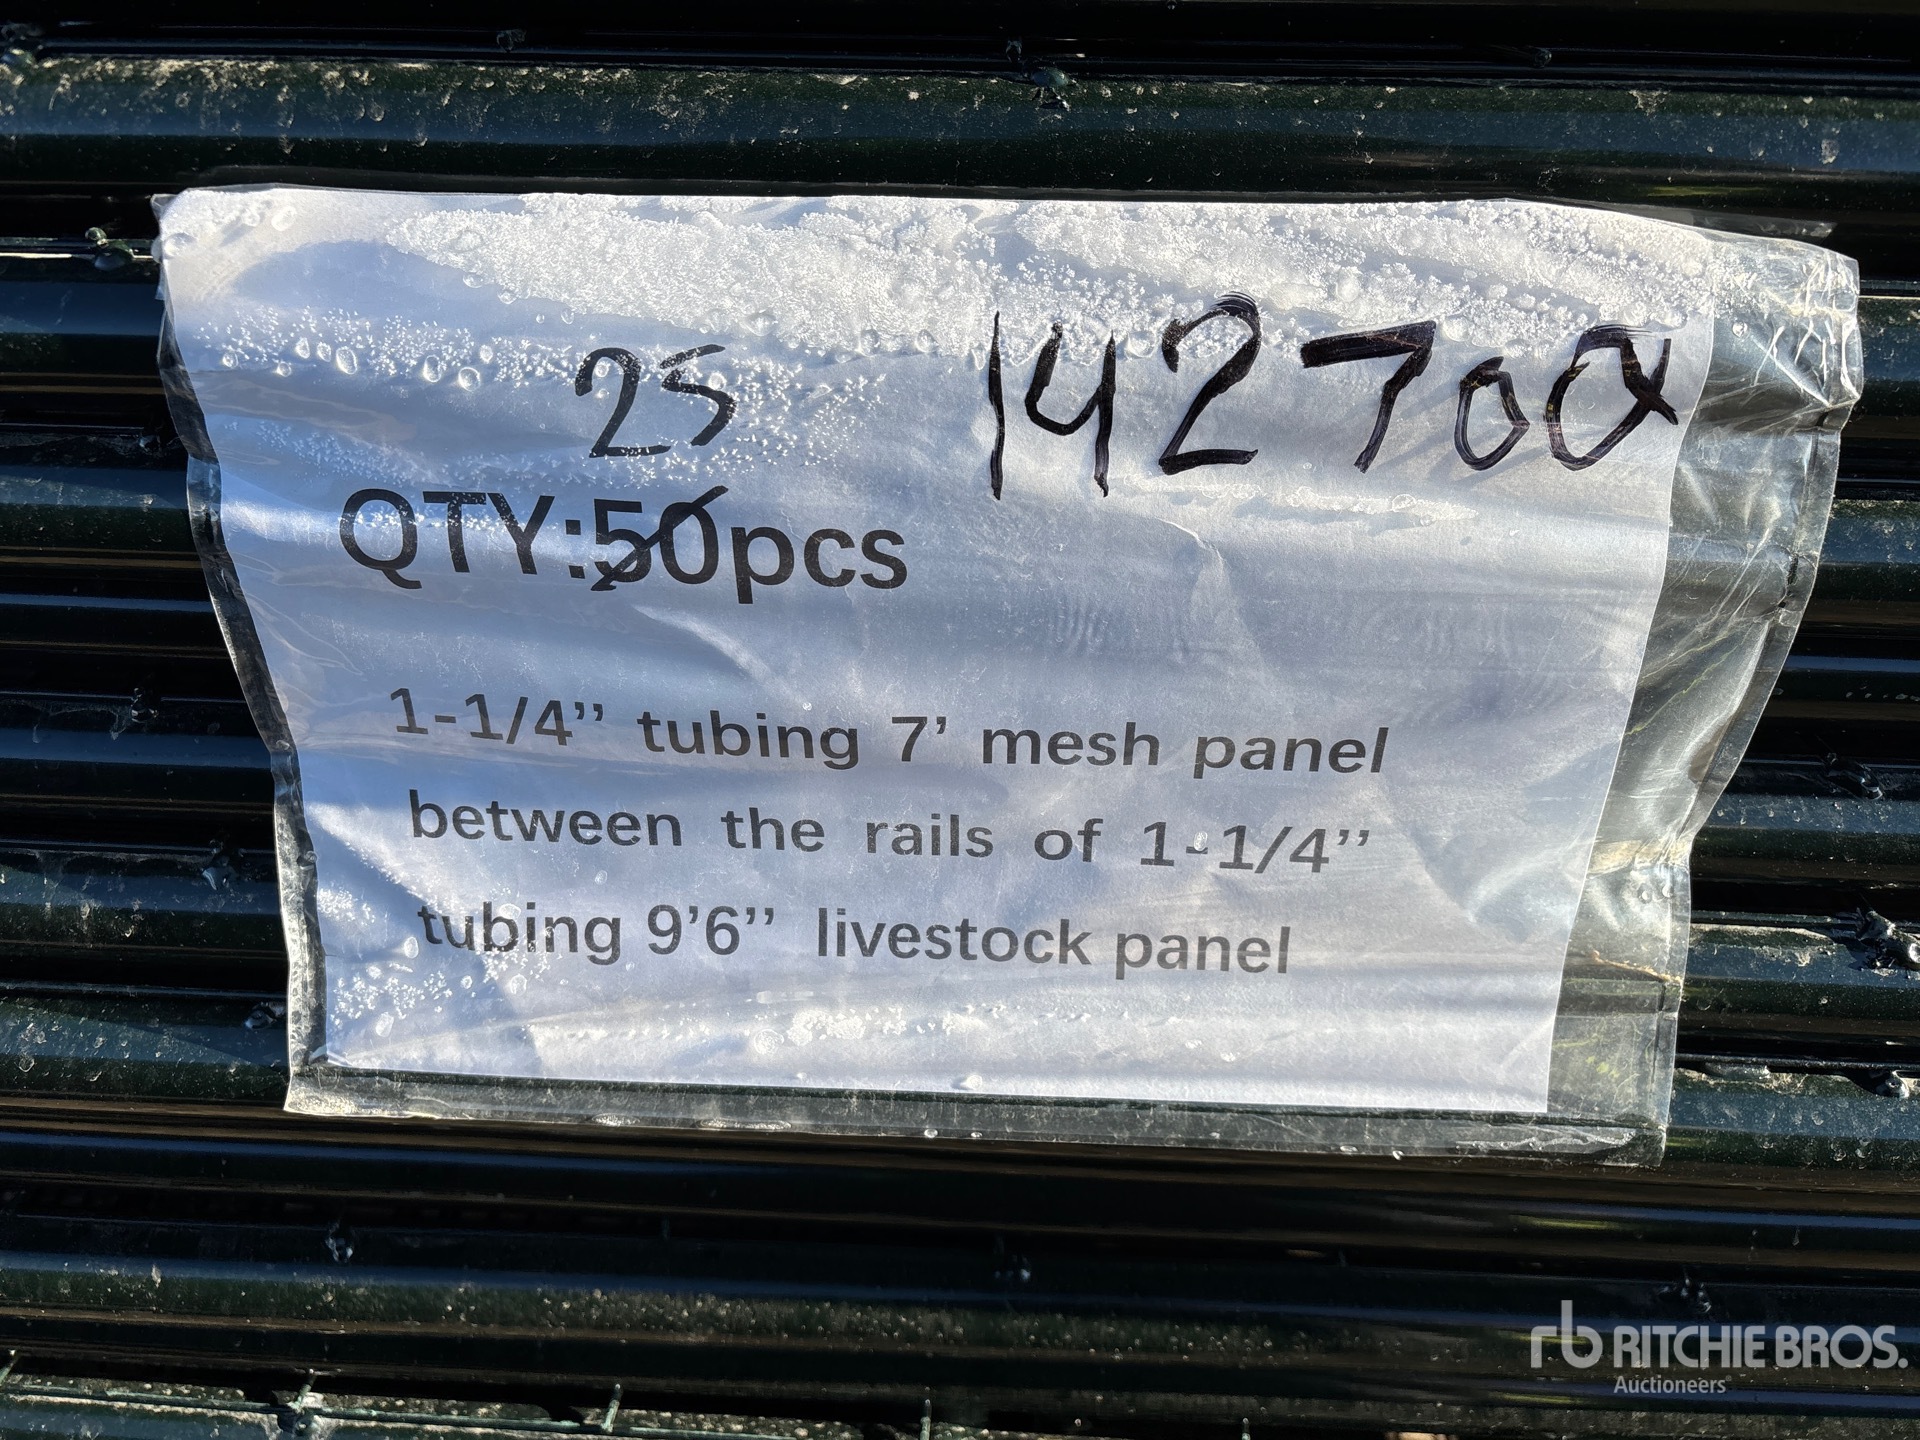 25 142700
QTY:50pcs
1-1/4’’ tubing 7’ mesh panel
between the rails of 1-1/4’’
tubing 9’6’’ livestock panel
rb RITCHIE BROS.
Auctioneers